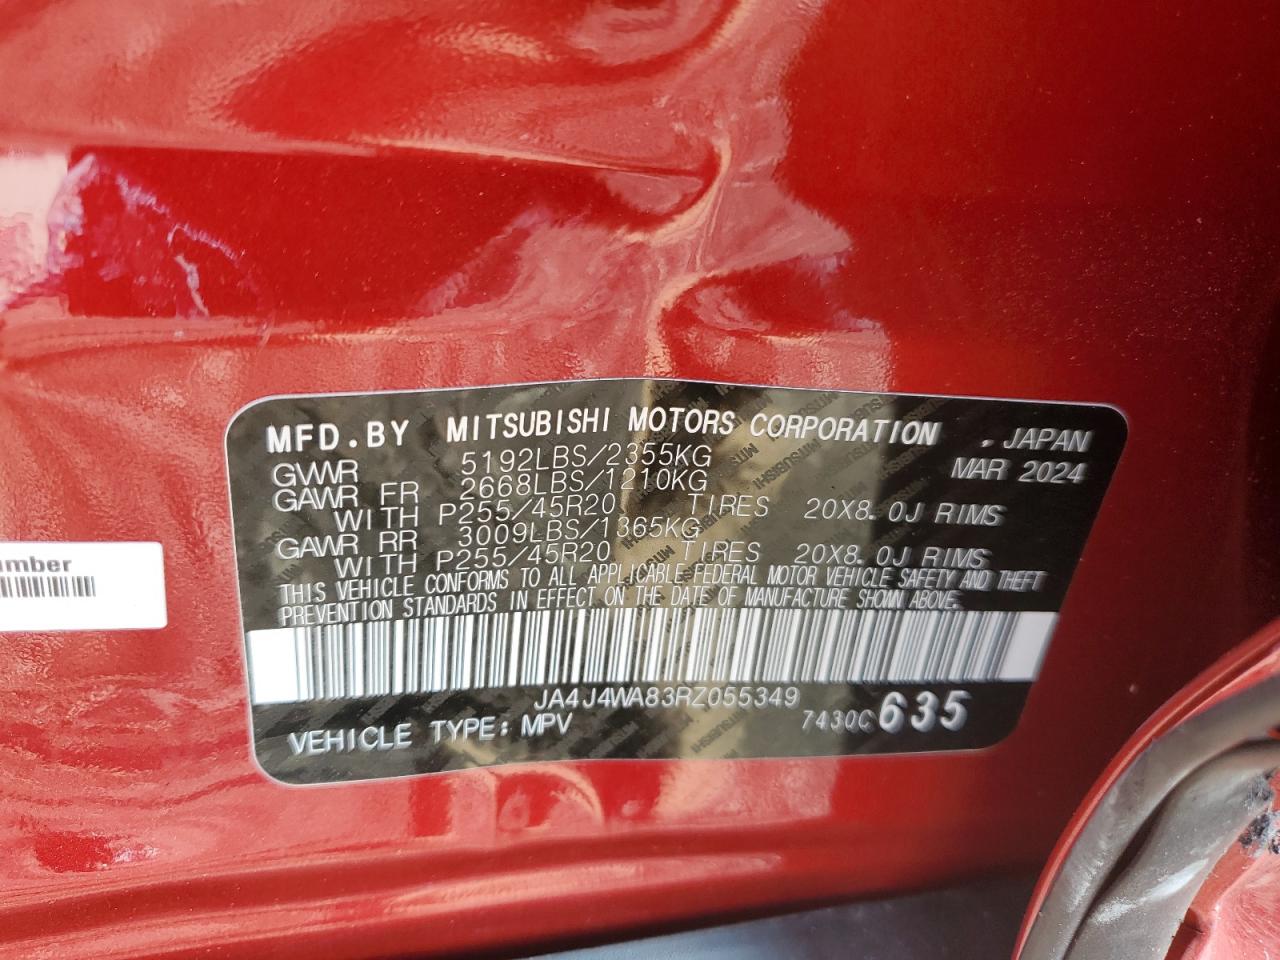 MFD.BY MITSUBISHI MOTORS CORPORATION , JAPAN
GVWR 5192LBS/2355KG MAR 2024
GAWR FR 2668LBS/1210KG
WITH P255/45R20 TIRES 20X8.0J RIMS
GAWR RR 3009LBS/1365KG
WITH P255/45R20 TIRES 20X8.0J RIMS
THIS VEHICLE CONFORMS TO ALL APPLICABLE FEDERAL MOTOR VEHICLE SAFETY AND THEFT
PREVENTION STANDARDS IN EFFECT ON THE DATE OF MANUFACTURE SHOWN ABOVE.
JA4J4WA83RZ055349
VEHICLE TYPE: MPV 7430C 635